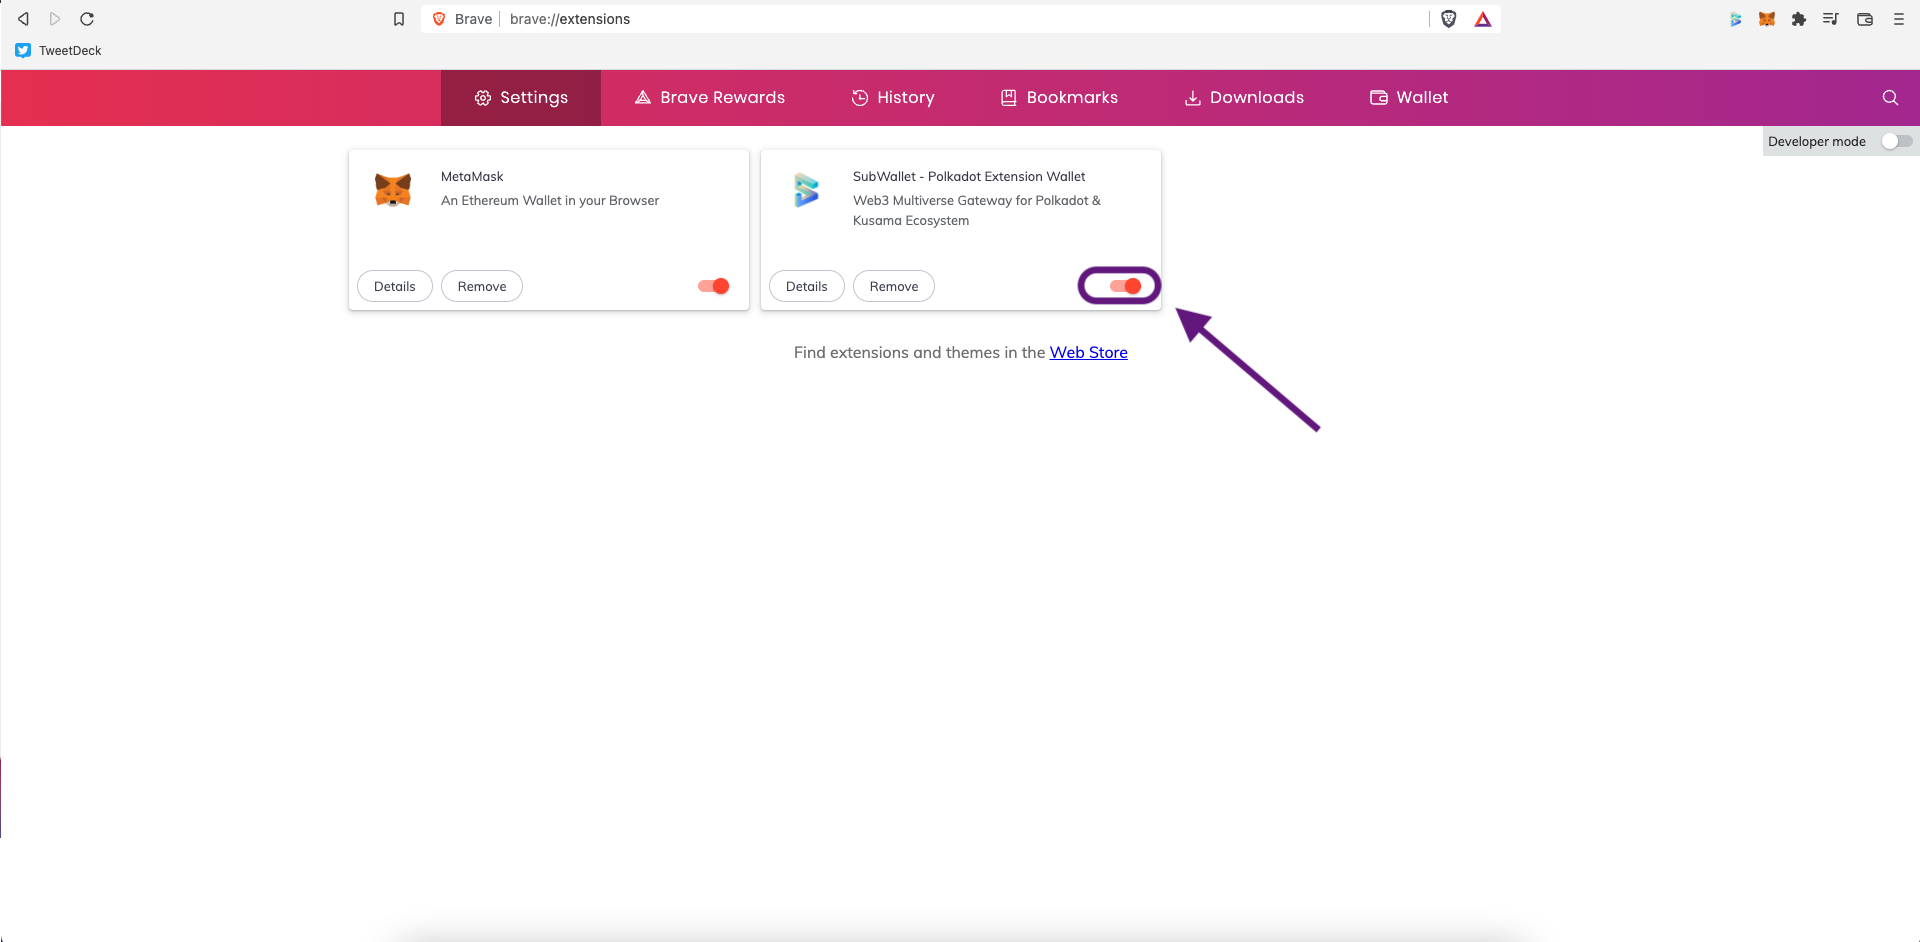 Brave
brave://extensions
TweetDeck
Settings
Brave Rewards
History
Bookmarks
Downloads
Wallet
Developer mode
MetaMask
An Ethereum Wallet in your Browser
Details
Remove
SubWallet - Polkadot Extension Wallet
Web3 Multiverse Gateway for Polkadot &
Kusama Ecosystem
Details
Remove
Find extensions and themes in the Web Store